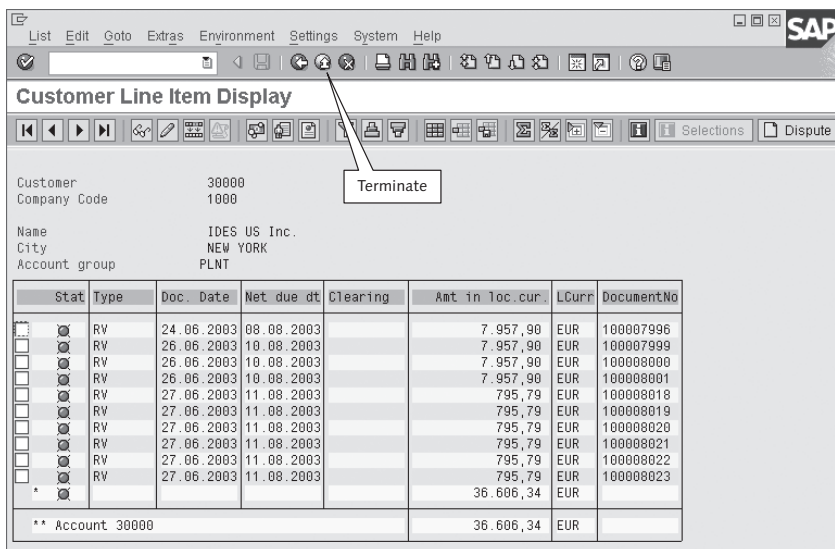 List Edit Goto Extras Environment Settings System Help
SAP
Customer Line Item Display
Selections Dispute
Terminate
Customer 30000
Company Code 1000
Name IDES US Inc.
City NEW YORK
Account group PLNT
Stat Type Doc. Date Net due dt Clearing Amt in loc.cur. LCurr DocumentNo
RV 24.06.2003 08.08.2003 7.957,90 EUR 100007996
RV 26.06.2003 10.08.2003 7.957,90 EUR 100007999
RV 26.06.2003 10.08.2003 7.957,90 EUR 100008000
RV 26.06.2003 10.08.2003 7.957,90 EUR 100008001
RV 27.06.2003 11.08.2003 795,79 EUR 100008018
RV 27.06.2003 11.08.2003 795,79 EUR 100008019
RV 27.06.2003 11.08.2003 795,79 EUR 100008020
RV 27.06.2003 11.08.2003 795,79 EUR 100008021
RV 27.06.2003 11.08.2003 795,79 EUR 100008022
RV 27.06.2003 11.08.2003 795,79 EUR 100008023
* 36.606,34 EUR
** Account 30000 36.606,34 EUR